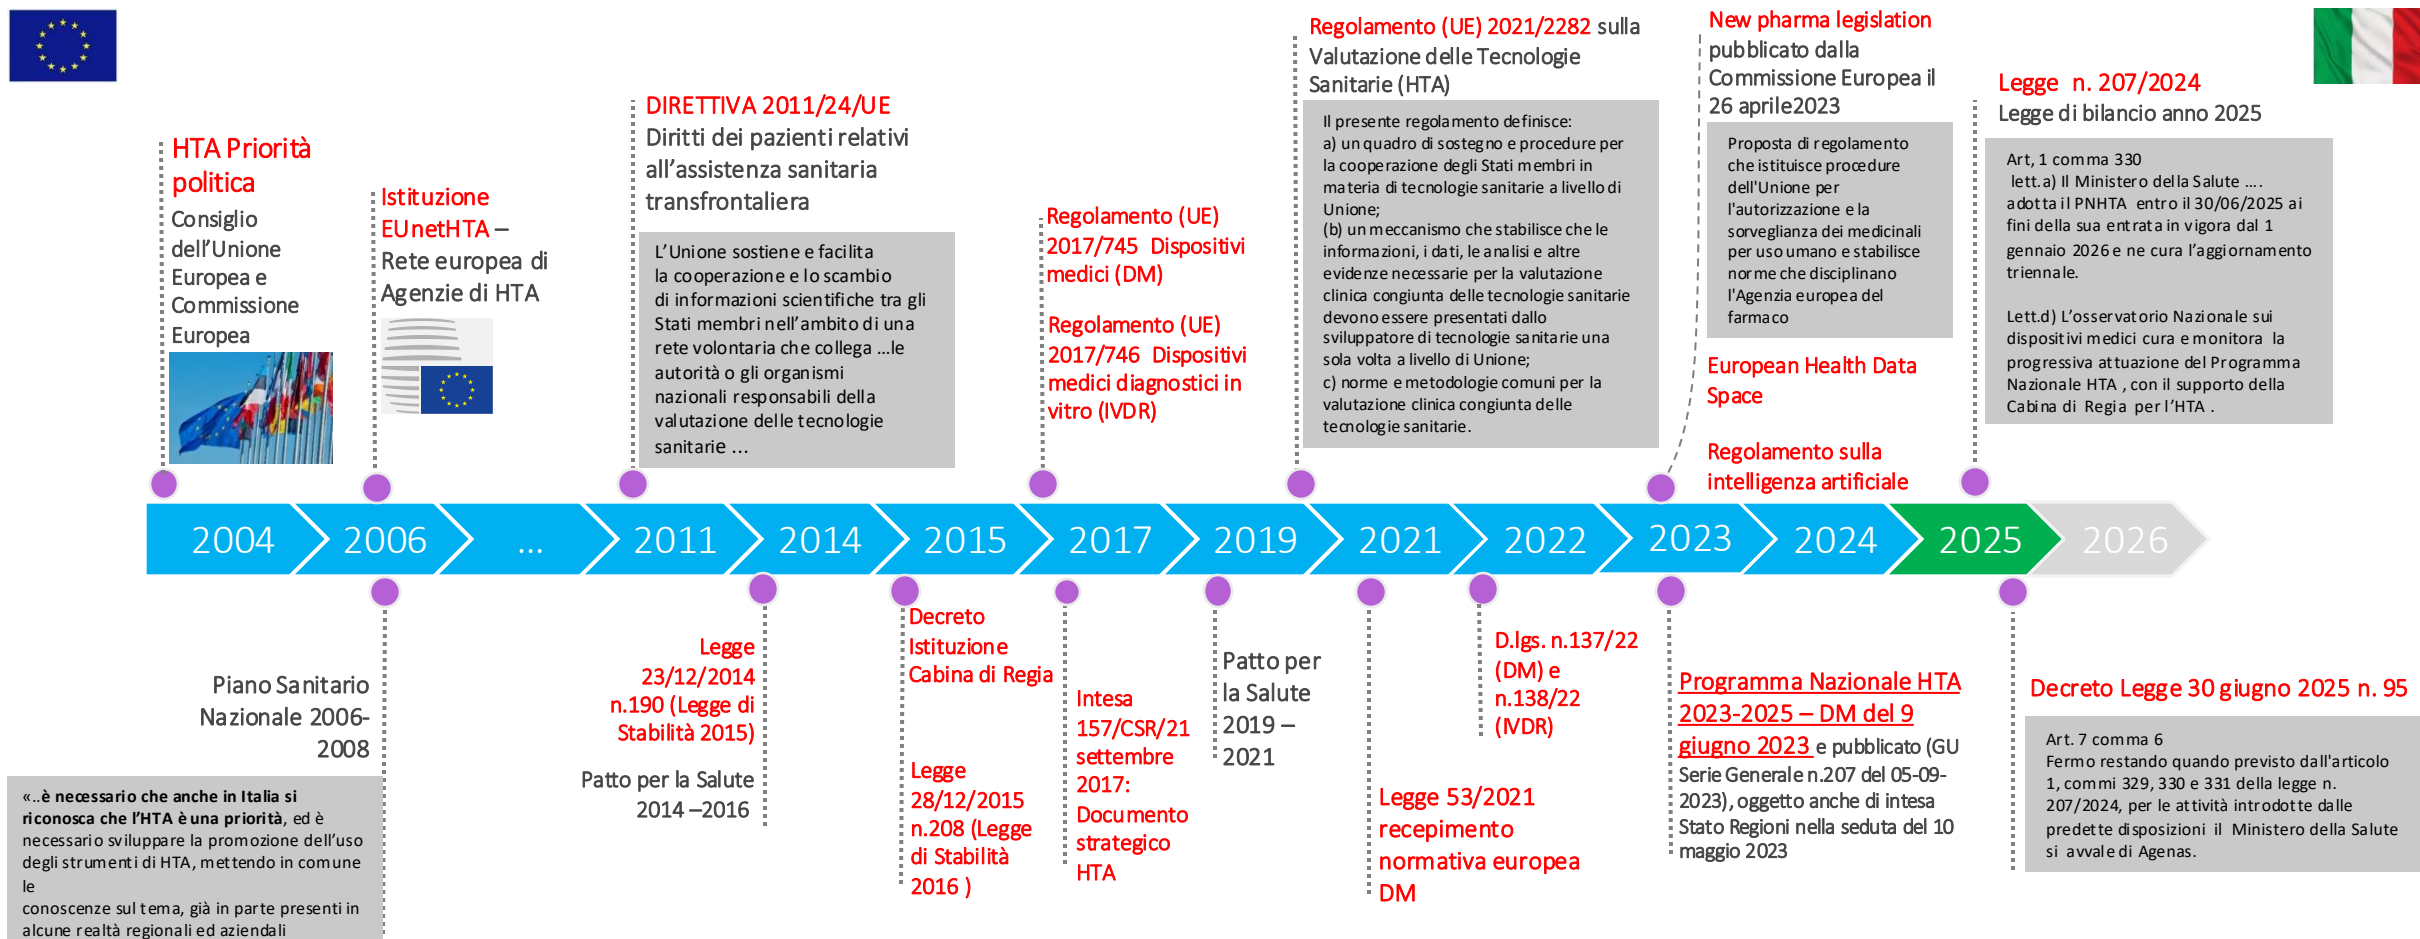 HTA Priorità
politica
Consiglio
dell’Unione
Europea e
Commissione
Europea
Istituzione
EUnetHTA –
Rete europea di
Agenzie di HTA
DIRETTIVA 2011/24/UE
Diritti dei pazienti relativi
all’assistenza sanitaria
transfrontaliera
L’Unione sostiene e facilita
la cooperazione e lo scambio
di informazioni scientifiche tra gli
Stati membri nell’ambito di una
rete volontaria che collega …le
autorità o gli organismi
nazionali responsabili della
valutazione delle tecnologie
sanitarie …
Regolamento (UE)
2017/745 Dispositivi
medici (DM)
Regolamento (UE)
2017/746 Dispositivi
medici diagnostici in
vitro (IVDR)
Regolamento (UE) 2021/2282 sulla
Valutazione delle Tecnologie
Sanitarie (HTA)
Il presente regolamento definisce:
a) un quadro di sostegno e procedure per
la cooperazione degli Stati membri in
materia di tecnologie sanitarie a livello di
Unione;
(b) un meccanismo che stabilisce che le
informazioni, i dati, le analisi e altre
evidenze necessarie per la valutazione
clinica congiunta delle tecnologie sanitarie
devono essere presentati dallo
sviluppatore di tecnologie sanitarie una
sola volta a livello di Unione;
c) norme e metodologie comuni per la
valutazione clinica congiunta delle
tecnologie sanitarie.
New pharma legislation
pubblicato dalla
Commissione Europea il
26 aprile2023
Proposta di regolamento
che istituisce procedure
dell'Unione per
l'autorizzazione e la
sorveglianza dei medicinali
per uso umano e stabilisce
norme che disciplinano
l'Agenzia europea del
farmaco
European Health Data
Space
Regolamento sulla
intelligenza artificiale
Legge n. 207/2024
Legge di bilancio anno 2025
Art, 1 comma 330
lett.a) Il Ministero della Salute ….
adotta il PNHTA entro il 30/06/2025 ai
fini della sua entrata in vigora dal 1
gennaio 2026 e ne cura l’aggiornamento
triennale.
Lett.d) L’osservatorio Nazionale sui
dispositivi medici cura e monitora la
progressiva attuazione del Programma
Nazionale HTA , con il supporto della
Cabina di Regia per l’HTA .
2004
2006
…
2011
2014
2015
2017
2019
2021
2022
2023
2024
2025
2026
Piano Sanitario
Nazionale 2006-
2008
«..è necessario che anche in Italia si
riconosca che l’HTA è una priorità, ed è
necessario sviluppare la promozione dell’uso
degli strumenti di HTA, mettendo in comune
le
conoscenze sul tema, già in parte presenti in
alcune realtà regionali ed aziendali
Legge
23/12/2014
n.190 (Legge di
Stabilità 2015)
Patto per la Salute
2014 –2016
Decreto
Istituzione
Cabina di Regia
Legge
28/12/2015
n.208 (Legge
di Stabilità
2016 )
Intesa
157/CSR/21
settembre
2017:
Documento
strategico
HTA
Patto per
la Salute
2019 –
2021
Legge 53/2021
recepimento
normativa europea
DM
D.lgs. n.137/22
(DM) e
n.138/22
(IVDR)
Programma Nazionale HTA
2023-2025 – DM del 9
giugno 2023 e pubblicato (GU
Serie Generale n.207 del 05-09-
2023), oggetto anche di intesa
Stato Regioni nella seduta del 10
maggio 2023
Decreto Legge 30 giugno 2025 n. 95
Art. 7 comma 6
Fermo restando quando previsto dall'articolo
1, commi 329, 330 e 331 della legge n.
207/2024, per le attività introdotte dalle
predette disposizioni il Ministero della Salute
si avvale di Agenas.